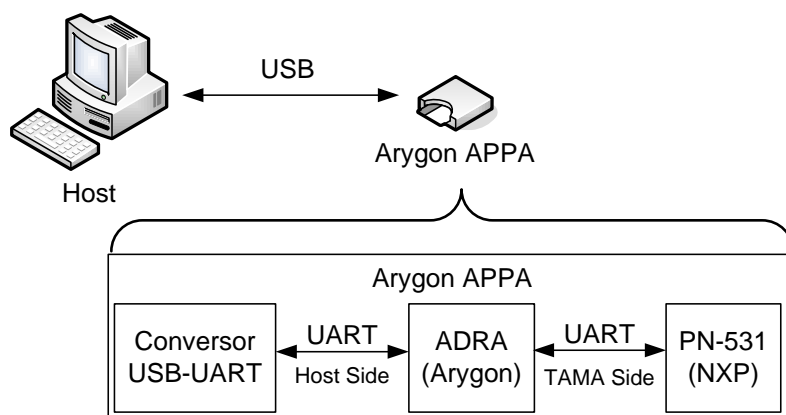 USB
Arygon APPA
Host
Arygon APPA
Conversor
USB-UART
UART
Host Side
ADRA
(Arygon)
UART
TAMA Side
PN-531
(NXP)